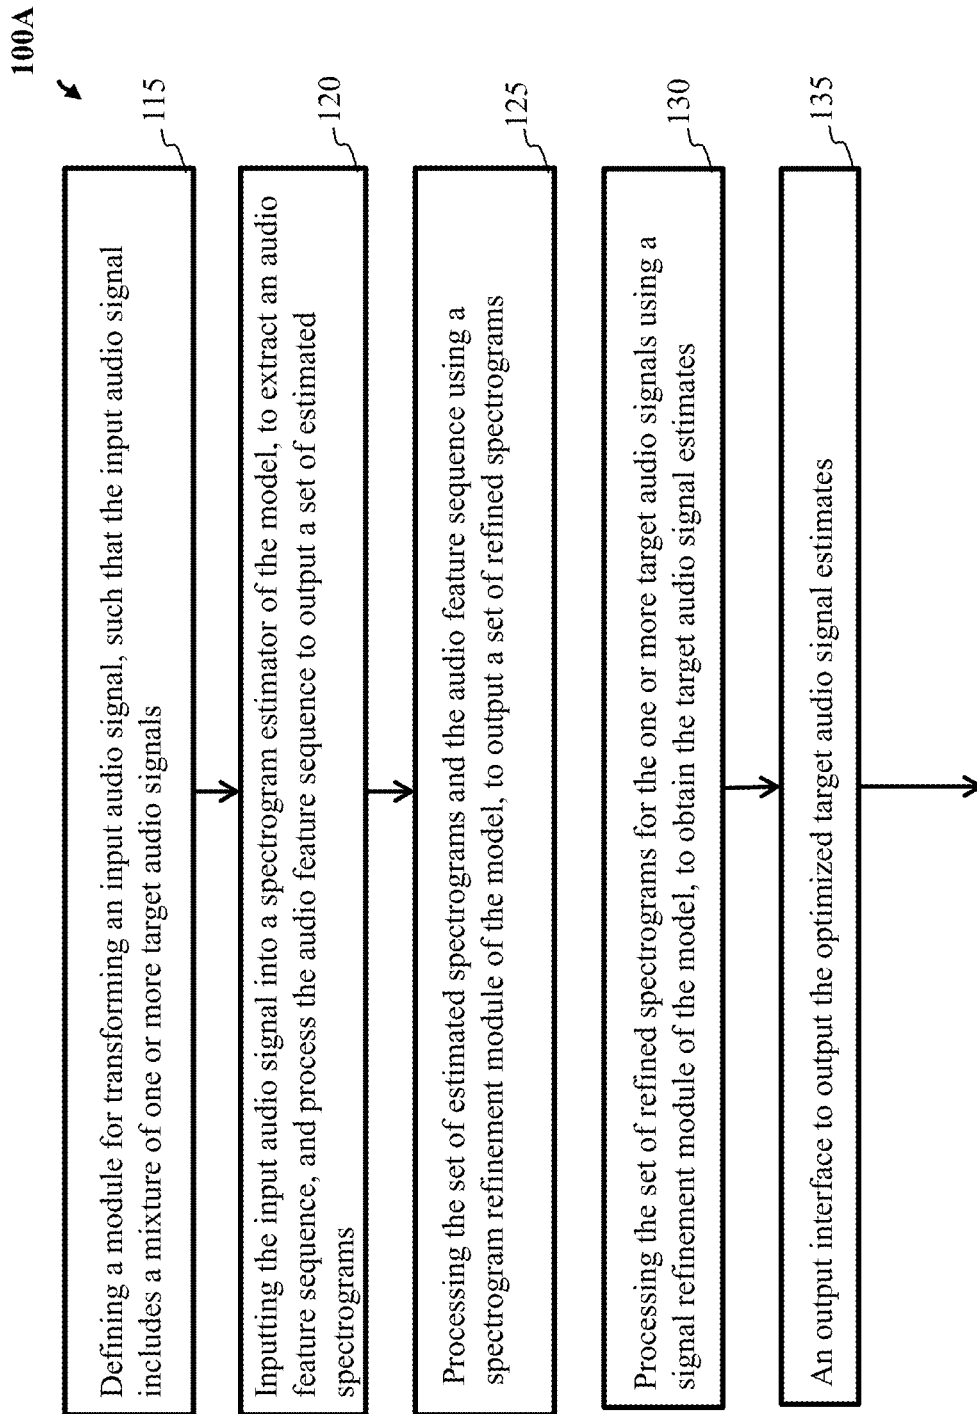 100A
115
Defining a module for transforming an input audio signal, such that the input audio signal
includes a mixture of one or more target audio signals
120
Inputting the input audio signal into a spectrogram estimator of the model, to extract an audio
feature sequence, and process the audio feature sequence to output a set of estimated
spectrograms
125
Processing the set of estimated spectrograms and the audio feature sequence using a
spectrogram refinement module of the model, to output a set of refined spectrograms
130
Processing the set of refined spectrograms for the one or more target audio signals using a
signal refinement module of the model, to obtain the target audio signal estimates
135
An output interface to output the optimized target audio signal estimates